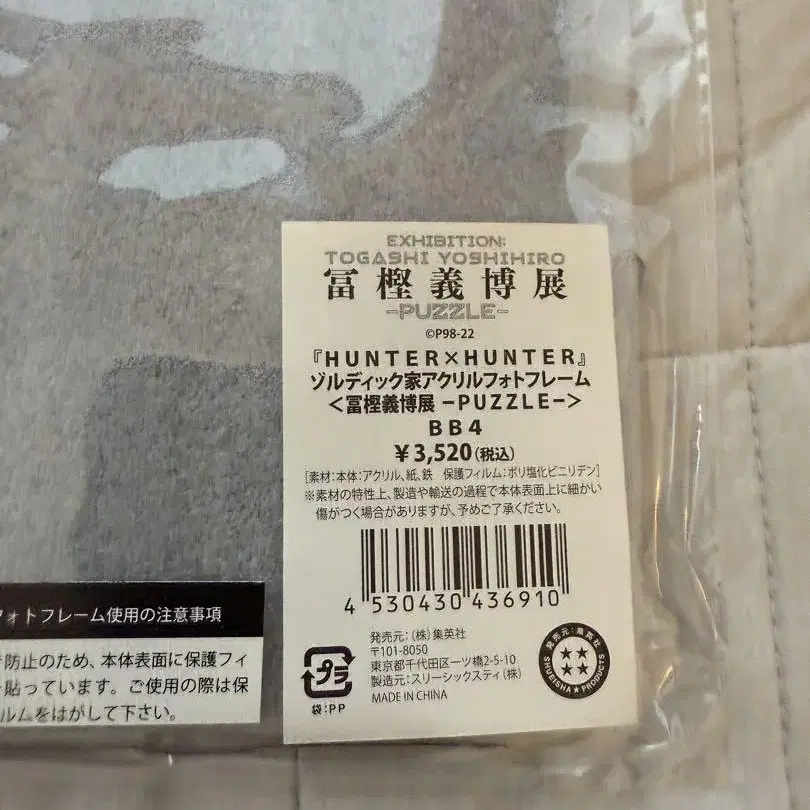 EXHIBITION:
TOGASHI YOSHIHIRO
冨樫義博展
-PUZZLE-
©P98-22
『HUNTER×HUNTER』
ゾルディック家アクリルフォトフレーム
＜冨樫義博展 −PUZZLE−＞
BB4
¥3,520(税込)
[素材:本体:アクリル、紙、鉄 保護フィルム:ポリ塩化ビニリデン]
※素材の特性上、製造や輸送の過程で本体表面上に細かい
傷がつく場合がありますが、予めご了承ください。
4 530430 436910
発売元:(株)集英社
〒101-8050
東京都千代田区一ツ橋2-5-10
製造元:スリーシックスティ(株)
MADE IN CHINA
プラ
袋:PP
発売元:集英社
SHUEISHA★PRODUCTS
フォトフレーム使用の注意事項
防止のため、本体表面に保護フィ
貼っています。ご使用の際は保
ルムをはがして下さい。